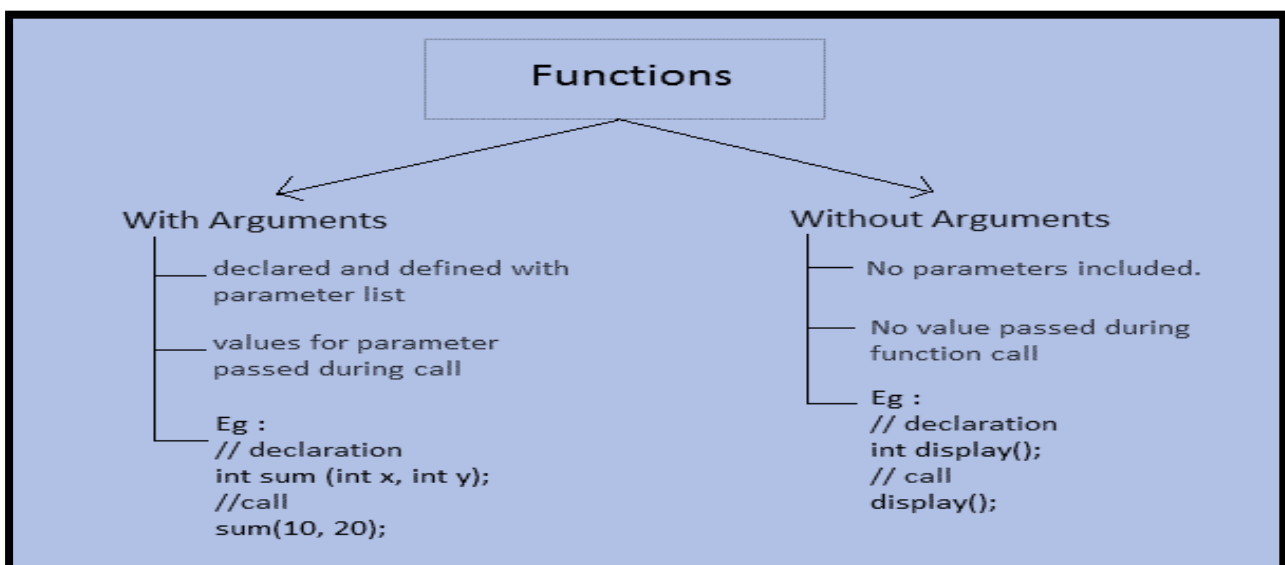 Functions
With Arguments
declared and defined with
parameter list
values for parameter
passed during call
Eg :
// declaration
int sum (int x, int y);
//call
sum(10, 20);
Without Arguments
No parameters included.
No value passed during
function call
Eg :
// declaration
int display();
// call
display();